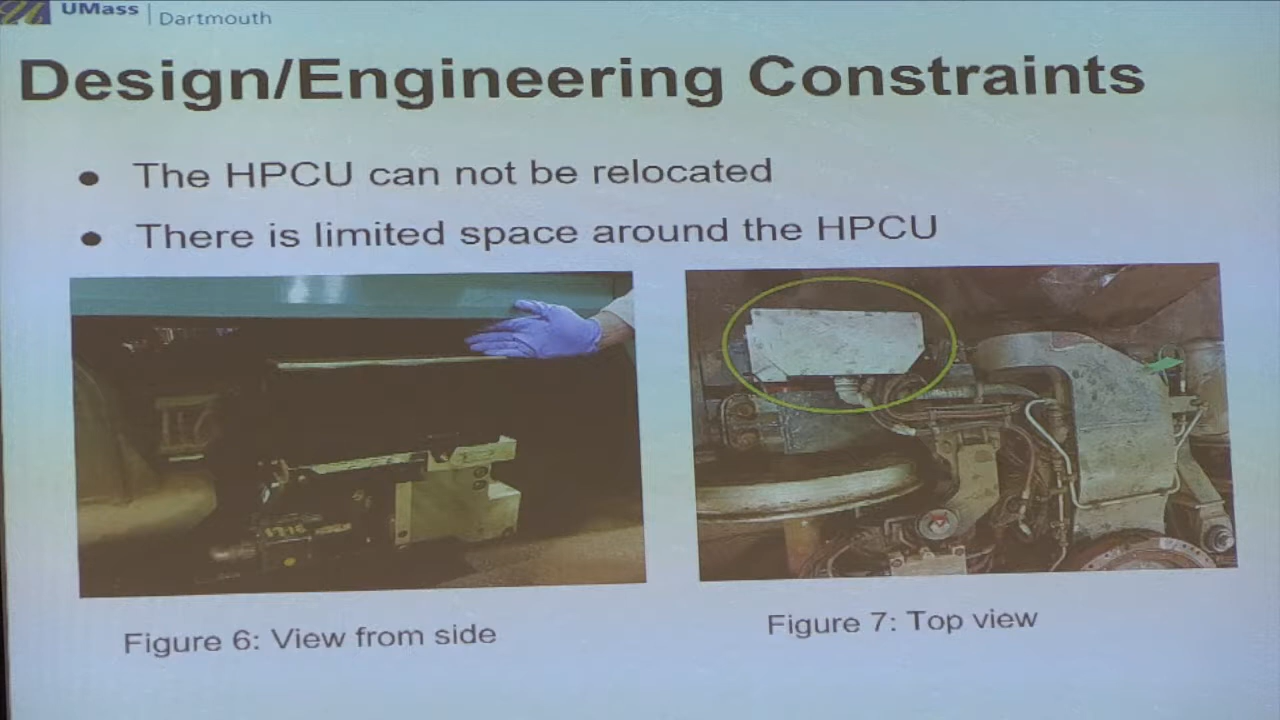 UMass
Dartmouth
Design/Engineering Constraints
● The HPCU can not be relocated
● There is limited space around the HPCU
Figure 6: View from side
Figure 7: Top view